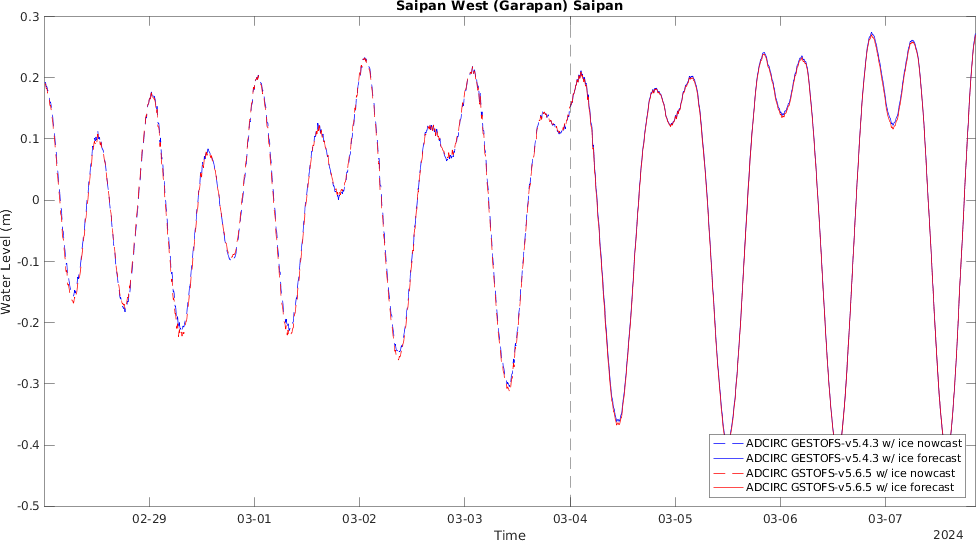 Saipan West (Garapan) Saipan
0.3
0.2
0.1
0
-0.1
-0.2
-0.3
-0.4
-0.5
Water Level (m)
ADCIRC GESTOFS-v5.4.3 w/ ice nowcast
ADCIRC GESTOFS-v5.4.3 w/ ice forecast
ADCIRC GSTOFS-v5.6.5 w/ ice nowcast
ADCIRC GSTOFS-v5.6.5 w/ ice forecast
02-29 03-01 03-02 03-03 03-04 03-05 03-06 03-07
Time
2024